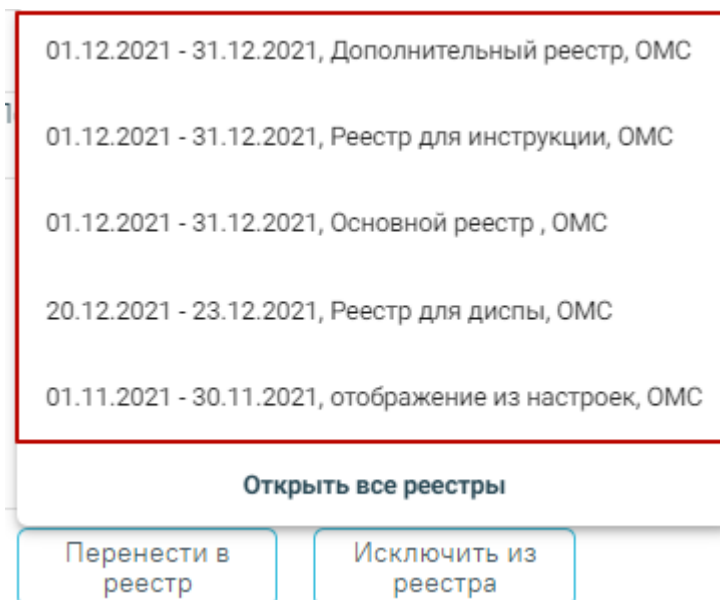 01.12.2021 - 31.12.2021, Дополнительный реестр, ОМС
01.12.2021 - 31.12.2021, Реестр для инструкции, ОМС
01.12.2021 - 31.12.2021, Основной реестр , ОМС
20.12.2021 - 23.12.2021, Реестр для диспы, ОМС
01.11.2021 - 30.11.2021, отображение из настроек, ОМС
Открыть все реестры
Перенести в
реестр
Исключить из
реестра